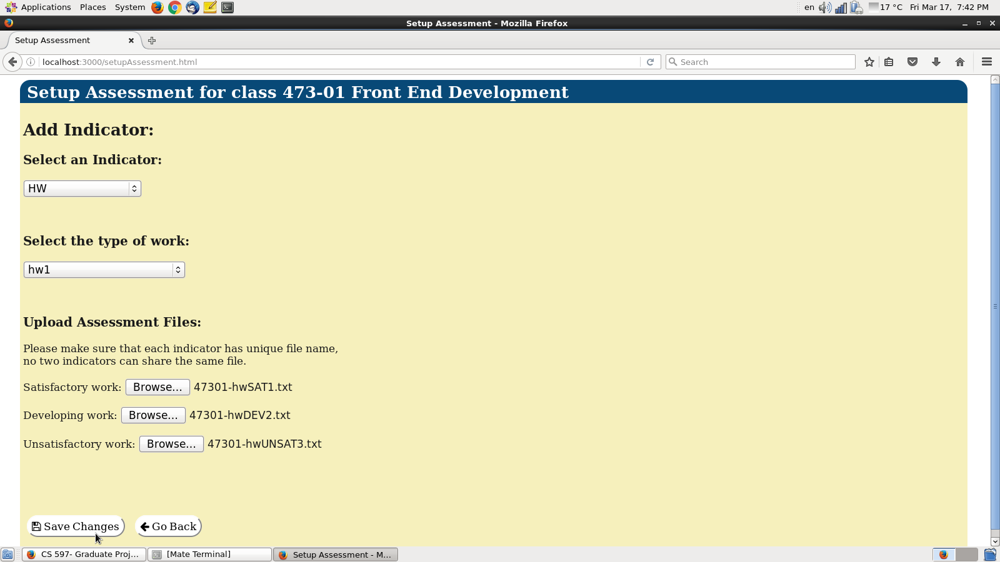 Applications Places System en 17 °C Fri Mar 17, 7:42 PM
Setup Assessment - Mozilla Firefox
Setup Assessment
localhost:3000/setupAssessment.html Search
Setup Assessment for class 473-01 Front End Development
Add Indicator:
Select an Indicator:
HW
Select the type of work:
hw1
Upload Assessment Files:
Please make sure that each indicator has unique file name,
no two indicators can share the same file.
Satisfactory work: Browse... 47301-hwSAT1.txt
Developing work: Browse... 47301-hwDEV2.txt
Unsatisfactory work: Browse... 47301-hwUNSAT3.txt
Save Changes Go Back
CS 597- Graduate Proj... [Mate Terminal] Setup Assessment - M...